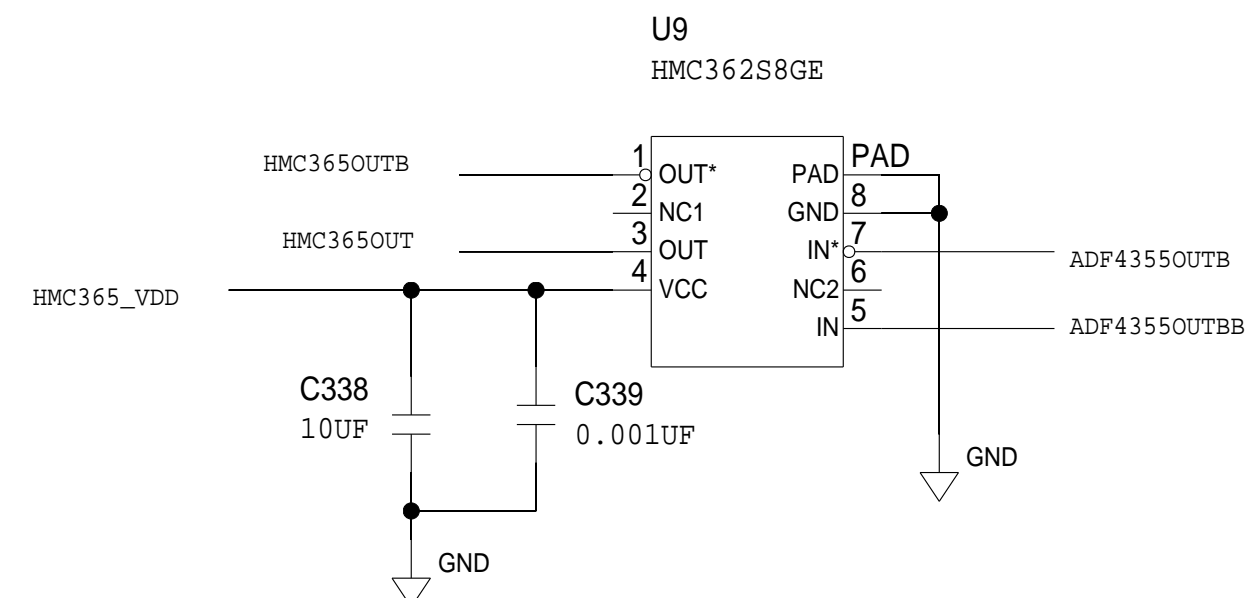 U9
HMC362S8GE
HMC365OUTB
1
OUT*
PAD
PAD
2
NC1
GND
8
HMC365OUT
3
OUT
IN*
7
ADF4355OUTB
HMC365_VDD
4
VCC
NC2
6
IN
5
ADF4355OUTBB
C338
10UF
C339
0.001UF
GND
GND